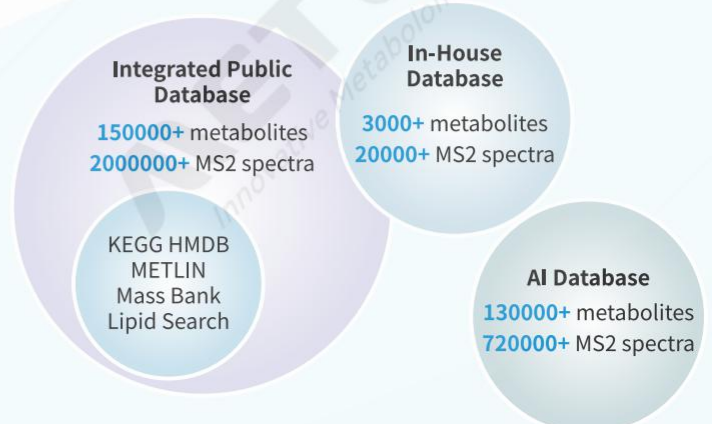 Integrated Public
Database
150000+ metabolites
2000000+ MS2 spectra
KEGG HMDB
METLIN
Mass Bank
Lipid Search
In-House
Database
3000+ metabolites
20000+ MS2 spectra
AI Database
130000+ metabolites
720000+ MS2 spectra